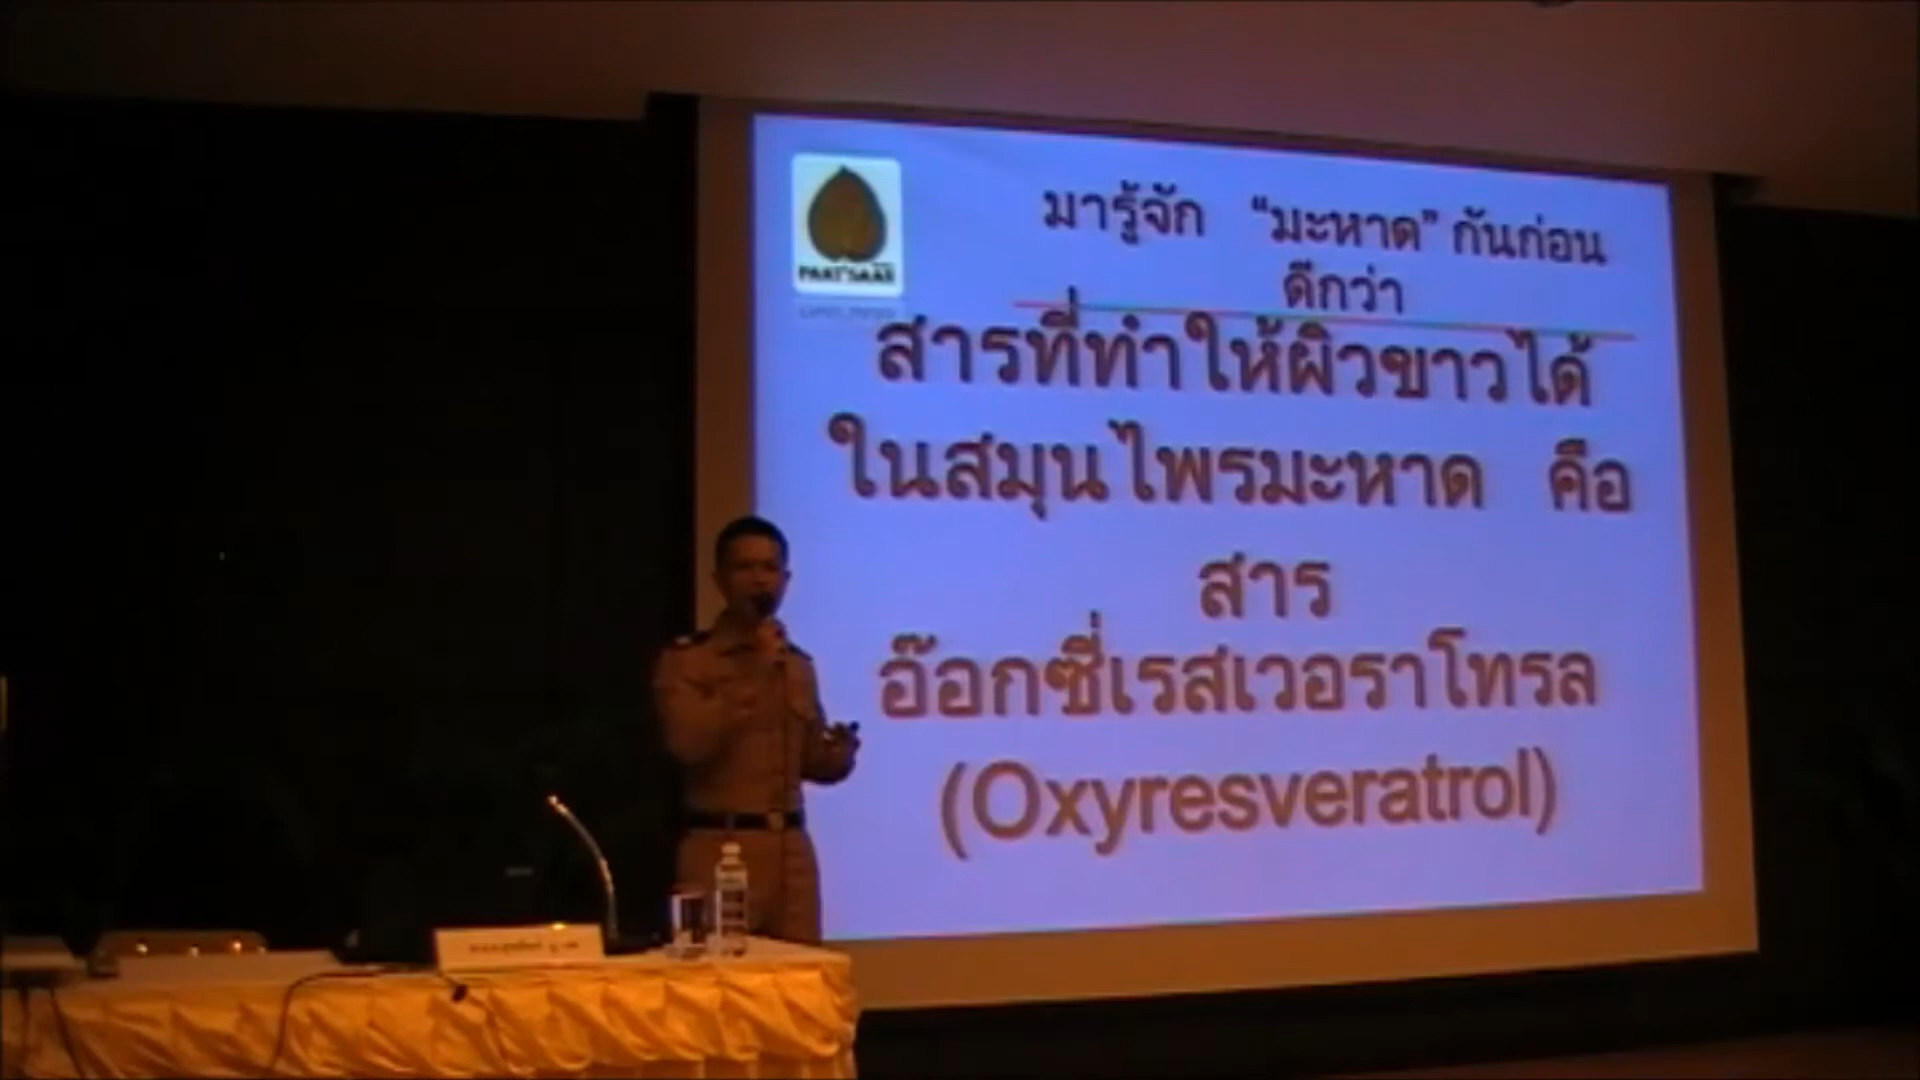 PAAT'SAAS
มารู้จัก "มะหาด" กันก่อน
ดีกว่า
สารที่ทำให้ผิวขาวได้
ในสมุนไพรมะหาด คือ
สาร
อ๊อกซี่เรสเวอราโทรล
(Oxyresveratrol)